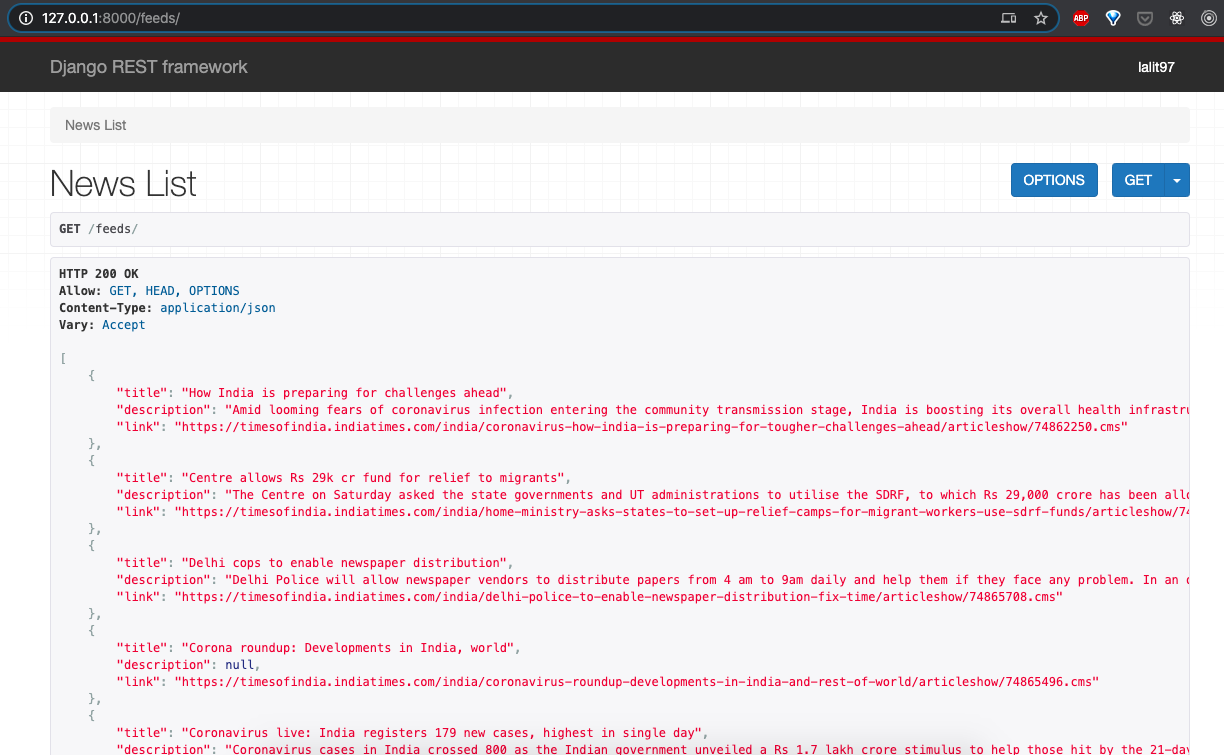 127.0.0.1:8000/feeds/
ABP
Django REST framework
lalit97
News List
News List
OPTIONS
GET
GET /feeds/
HTTP 200 OK
Allow: GET, HEAD, OPTIONS
Content-Type: application/json
Vary: Accept
[
{
"title": "How India is preparing for challenges ahead",
"description": "Amid looming fears of coronavirus infection entering the community transmission stage, India is boosting its overall health infrastru
"link": "https://timesofindia.indiatimes.com/india/coronavirus-how-india-is-preparing-for-tougher-challenges-ahead/articleshow/74862250.cms"
},
{
"title": "Centre allows Rs 29k cr fund for relief to migrants",
"description": "The Centre on Saturday asked the state governments and UT administrations to utilise the SDRF, to which Rs 29,000 crore has been allo
"link": "https://timesofindia.indiatimes.com/india/home-ministry-asks-states-to-set-up-relief-camps-for-migrant-workers-use-sdrf-funds/articleshow/74
},
{
"title": "Delhi cops to enable newspaper distribution",
"description": "Delhi Police will allow newspaper vendors to distribute papers from 4 am to 9am daily and help them if they face any problem. In an
"link": "https://timesofindia.indiatimes.com/india/delhi-police-to-enable-newspaper-distribution-fix-time/articleshow/74865708.cms"
},
{
"title": "Corona roundup: Developments in India, world",
"description": null,
"link": "https://timesofindia.indiatimes.com/india/coronavirus-roundup-developments-in-india-and-rest-of-world/articleshow/74865496.cms"
},
{
"title": "Coronavirus live: India registers 179 new cases, highest in single day",
"description": "Coronavirus cases in India crossed 800 as the Indian government unveiled a Rs 1.7 lakh crore stimulus to help those hit by the 21-day